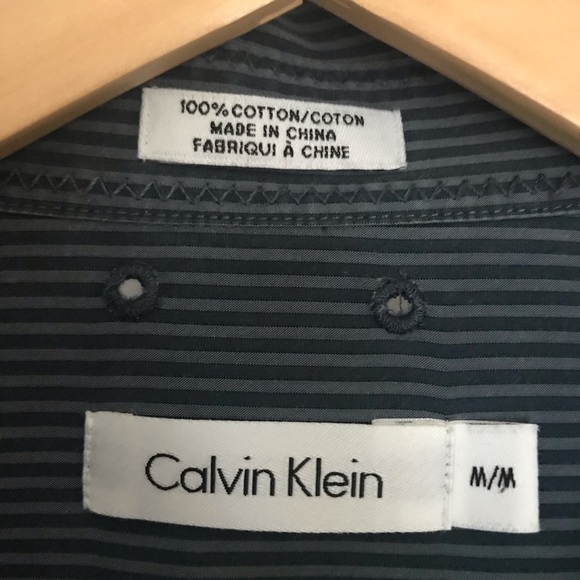 100% COTTON/COTON
MADE IN CHINA
FABRIQUI À CHINE
Calvin Klein
M/M